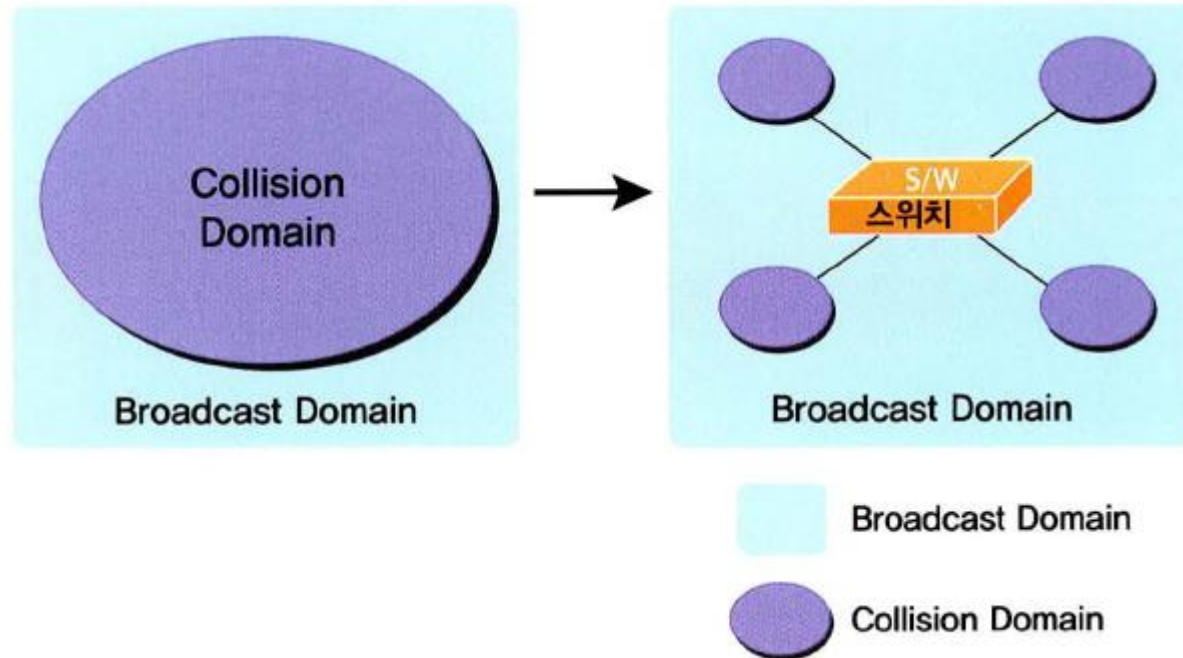 Collision
Domain
Broadcast Domain
S/W
스위치
Broadcast Domain
Broadcast Domain
Collision Domain